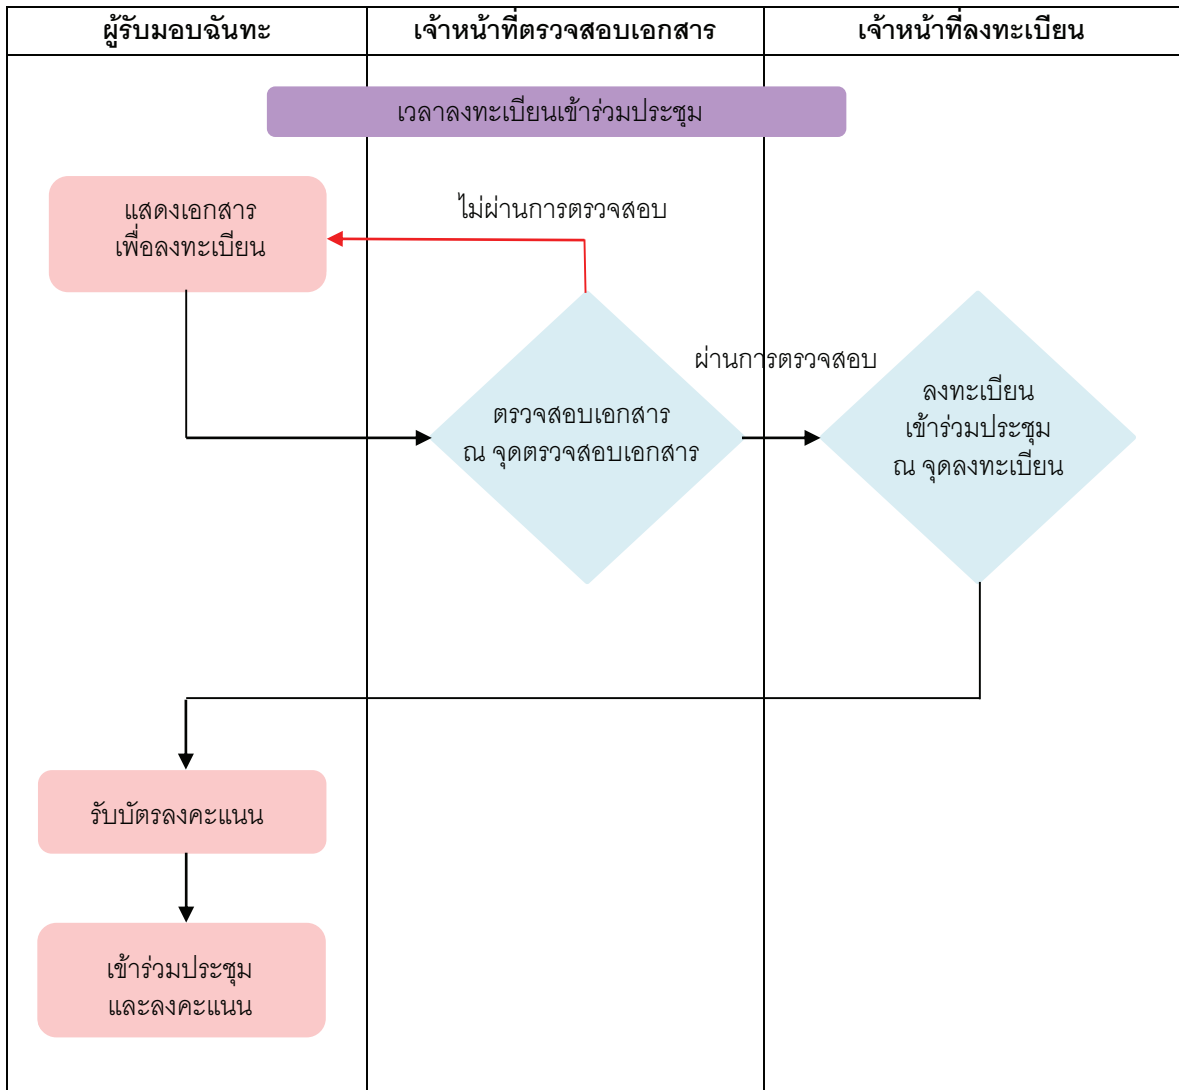 ผู้รับมอบฉันทะ
เจ้าหน้าที่ตรวจสอบเอกสาร
เจ้าหน้าที่ลงทะเบียน
เวลาลงทะเบียนเข้าร่วมประชุม
แสดงเอกสาร
เพื่อลงทะเบียน
ไม่ผ่านการตรวจสอบ
ผ่านการตรวจสอบ
ตรวจสอบเอกสาร
ณ จุดตรวจสอบเอกสาร
ลงทะเบียน
เข้าร่วมประชุม
ณ จุดลงทะเบียน
รับบัตรลงคะแนน
เข้าร่วมประชุม
และลงคะแนน